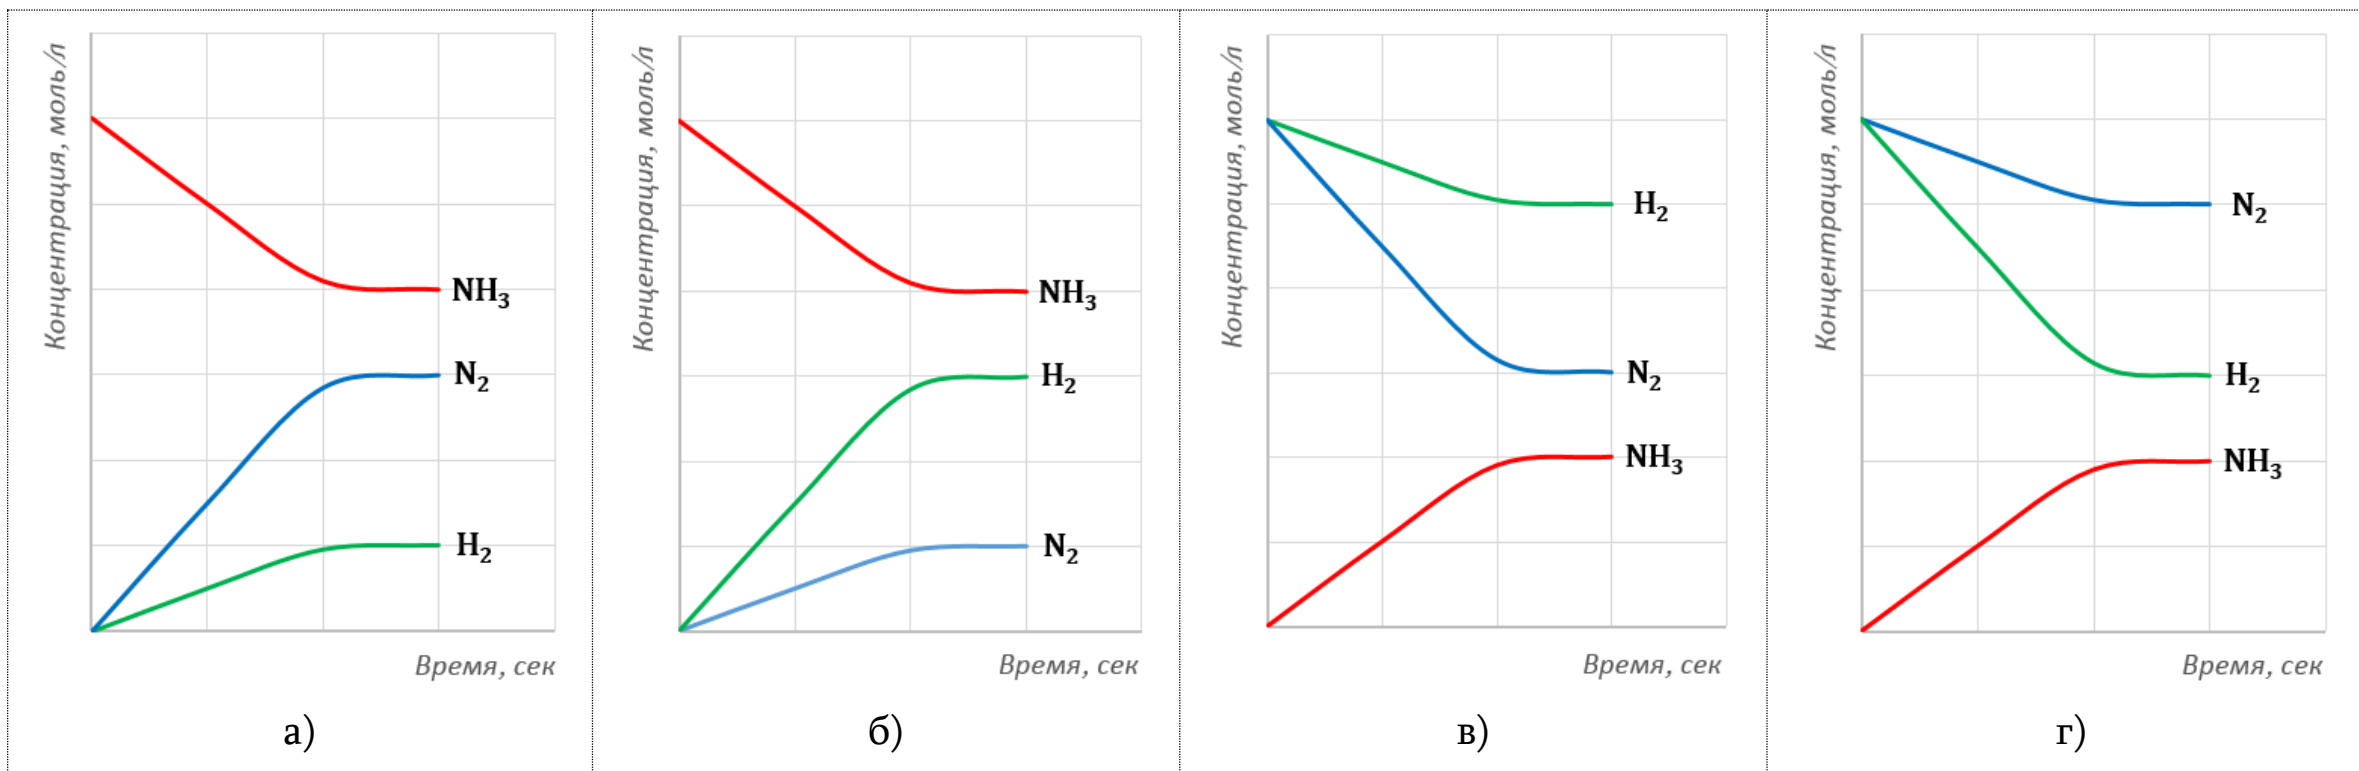 Концентрация, моль/л
NH₃
N₂
H₂
Время, сек
а)
Концентрация, моль/л
NH₃
H₂
N₂
Время, сек
б)
Концентрация, моль/л
H₂
N₂
NH₃
Время, сек
в)
Концентрация, моль/л
N₂
H₂
NH₃
Время, сек
г)